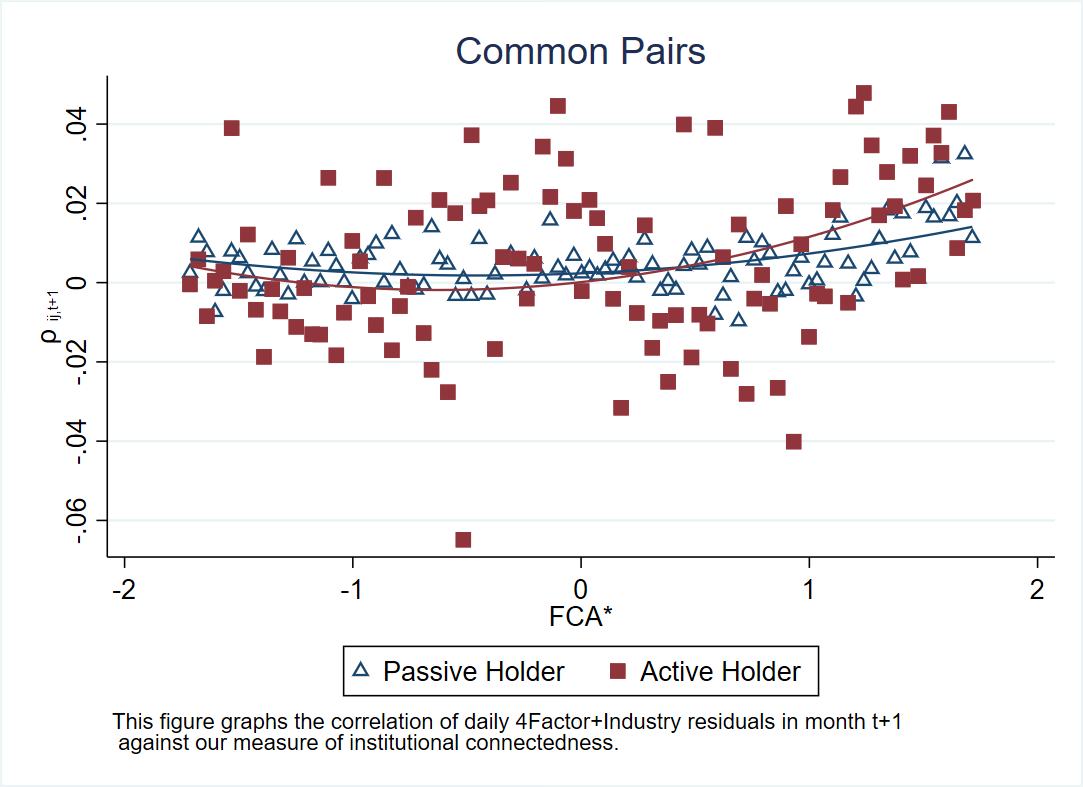 Common Pairs
.04
.02
0
-.02
-.04
-.06
ρ ij,t+1
-2 -1 0 1 2
FCA*
Passive Holder Active Holder
This figure graphs the correlation of daily 4Factor+Industry residuals in month t+1
against our measure of institutional connectedness.